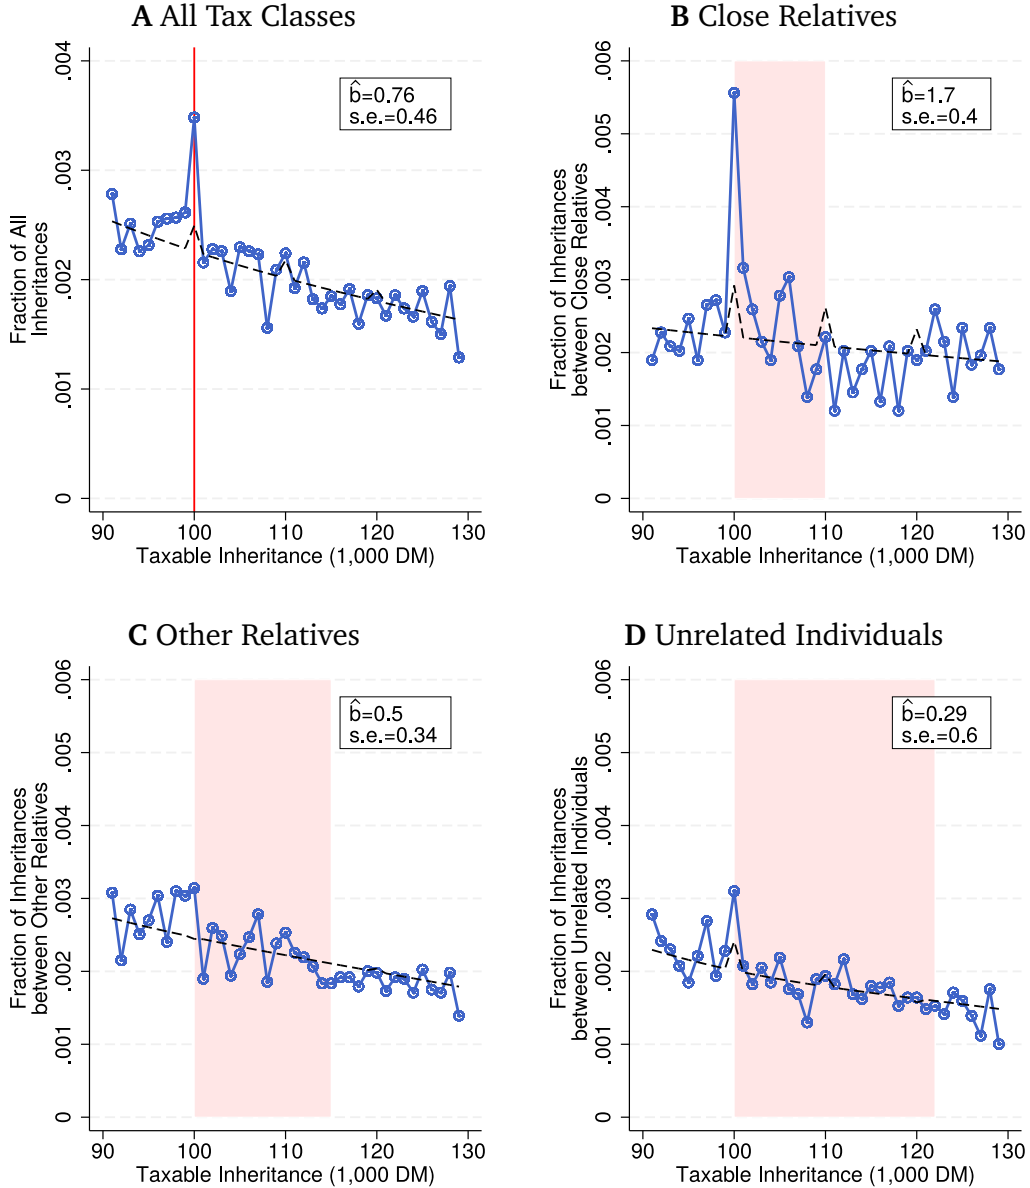 A All Tax Classes
Fraction of All
Inheritances
.004
.003
.002
.001
0
b̂=0.76
s.e.=0.46
90 100 110 120 130
Taxable Inheritance (1,000 DM)
B Close Relatives
Fraction of Inheritances
between Close Relatives
.006
.005
.004
.003
.002
.001
0
b̂=1.7
s.e.=0.4
90 100 110 120 130
Taxable Inheritance (1,000 DM)
C Other Relatives
Fraction of Inheritances
between Other Relatives
.006
.005
.004
.003
.002
.001
0
b̂=0.5
s.e.=0.34
90 100 110 120 130
Taxable Inheritance (1,000 DM)
D Unrelated Individuals
Fraction of Inheritances
between Unrelated Individuals
.006
.005
.004
.003
.002
.001
0
b̂=0.29
s.e.=0.6
90 100 110 120 130
Taxable Inheritance (1,000 DM)